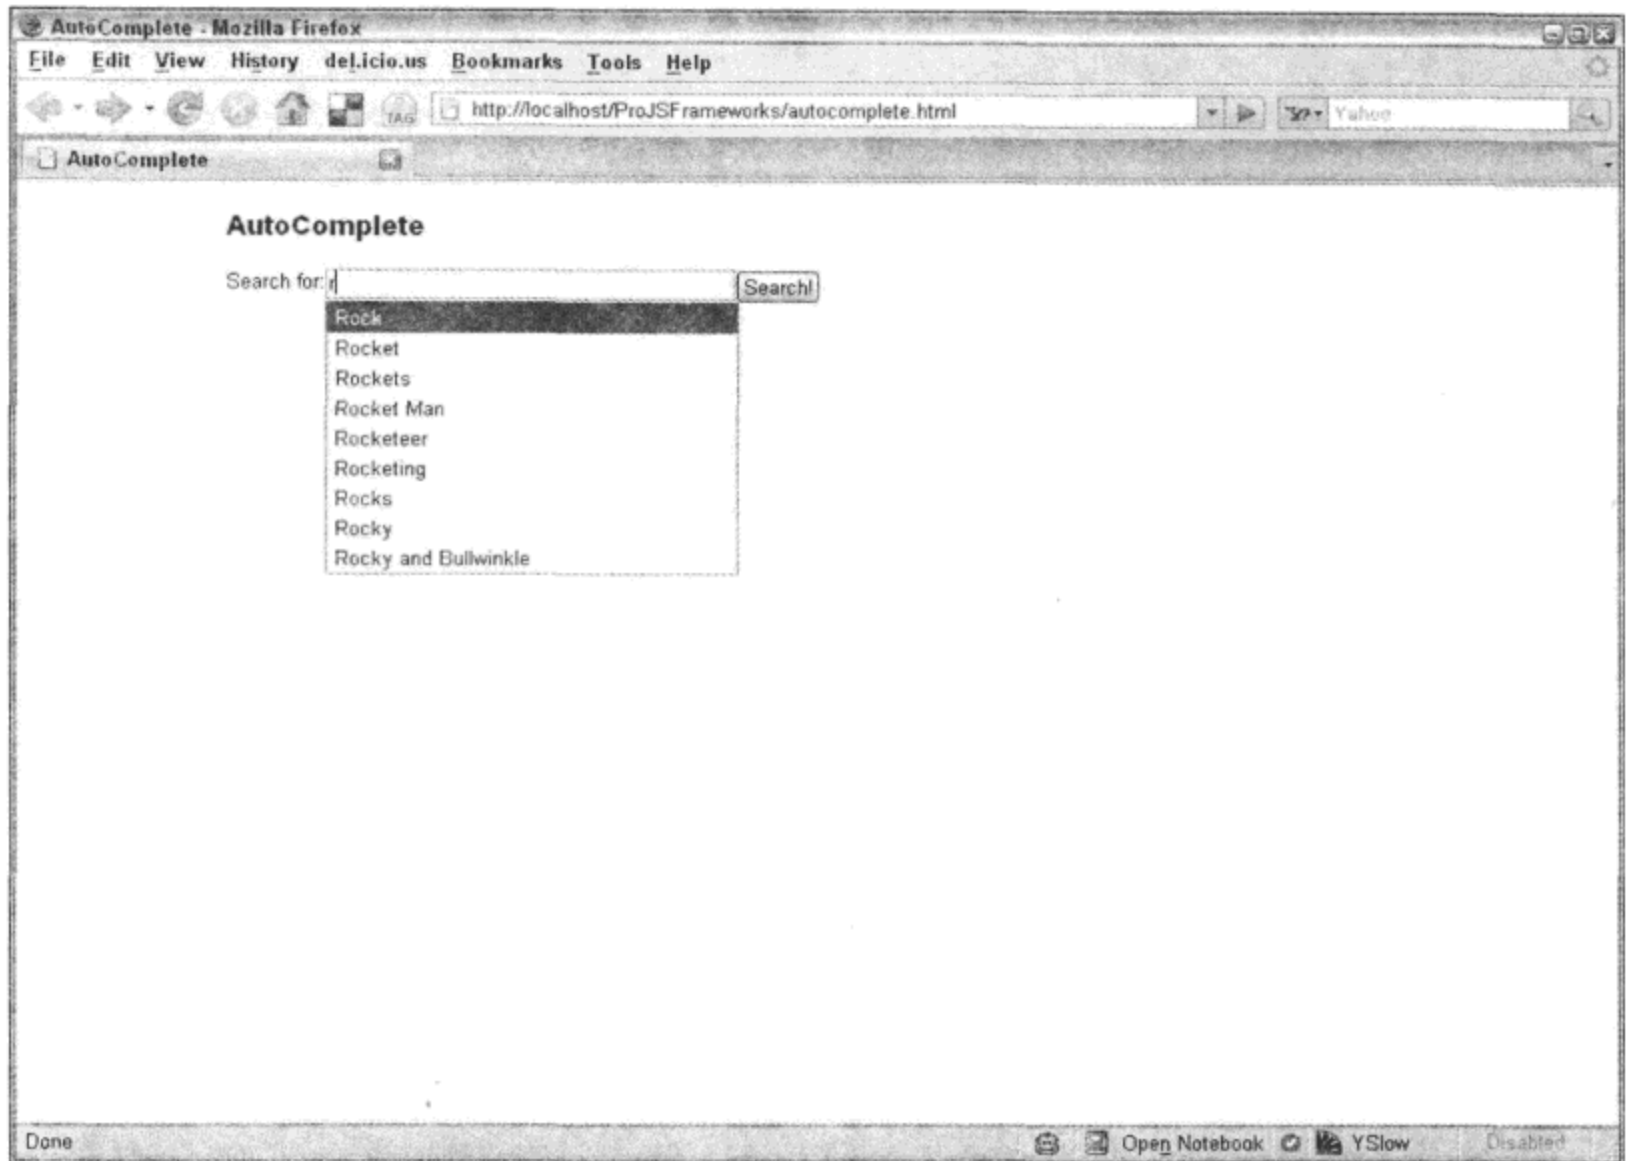 AutoComplete - Mozilla Firefox
File Edit View History del.icio.us Bookmarks Tools Help
TAG http://localhost/ProJSFrameworks/autocomplete.html Yahoo
AutoComplete
AutoComplete
Search for: r Search!
Rock
Rocket
Rockets
Rocket Man
Rocketeer
Rocketing
Rocks
Rocky
Rocky and Bullwinkle
Done Open Notebook YSlow Disabled